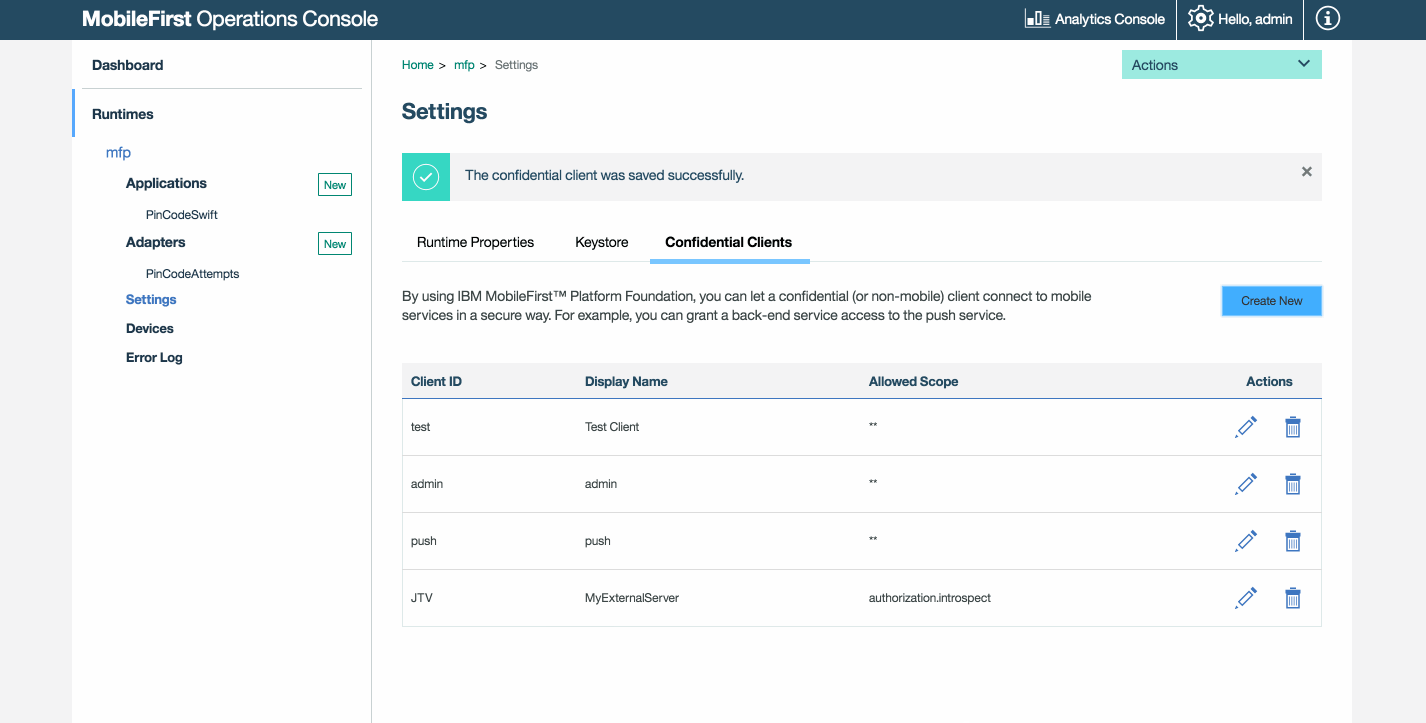 MobileFirst Operations Console
Analytics Console
Hello, admin
Dashboard
Runtimes
mfp
Applications New
PinCodeSwift
Adapters New
PinCodeAttempts
Settings
Devices
Error Log
Home > mfp > Settings
Actions
Settings
The confidential client was saved successfully.
Runtime Properties Keystore Confidential Clients
By using IBM MobileFirst™ Platform Foundation, you can let a confidential (or non-mobile) client connect to mobile
services in a secure way. For example, you can grant a back-end service access to the push service.
Create New
Client ID Display Name Allowed Scope Actions
test Test Client **
admin admin **
push push **
JTV MyExternalServer authorization.introspect